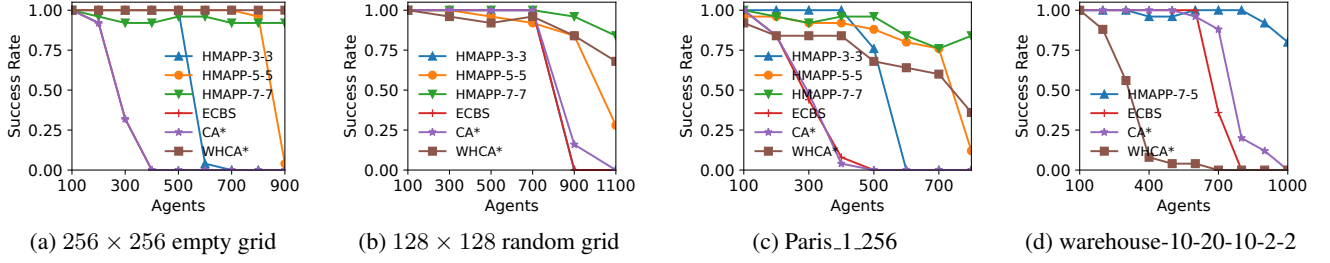 Success Rate
1.00
0.75
0.50
0.25
0.00
HMAPP-3-3
HMAPP-5-5
HMAPP-7-7
ECBS
CA*
WHCA*
100 300 500 700 900
Agents
(a) 256 × 256 empty grid
Success Rate
1.00
0.75
0.50
0.25
0.00
HMAPP-3-3
HMAPP-5-5
HMAPP-7-7
ECBS
CA*
WHCA*
100 300 500 700 900 1100
Agents
(b) 128 × 128 random grid
Success Rate
1.00
0.75
0.50
0.25
0.00
HMAPP-3-3
HMAPP-5-5
HMAPP-7-7
ECBS
CA*
WHCA*
100 300 500 700
Agents
(c) Paris_1_256
Success Rate
1.00
0.75
0.50
0.25
0.00
HMAPP-7-5
ECBS
CA*
WHCA*
100 400 700 1000
Agents
(d) warehouse-10-20-10-2-2